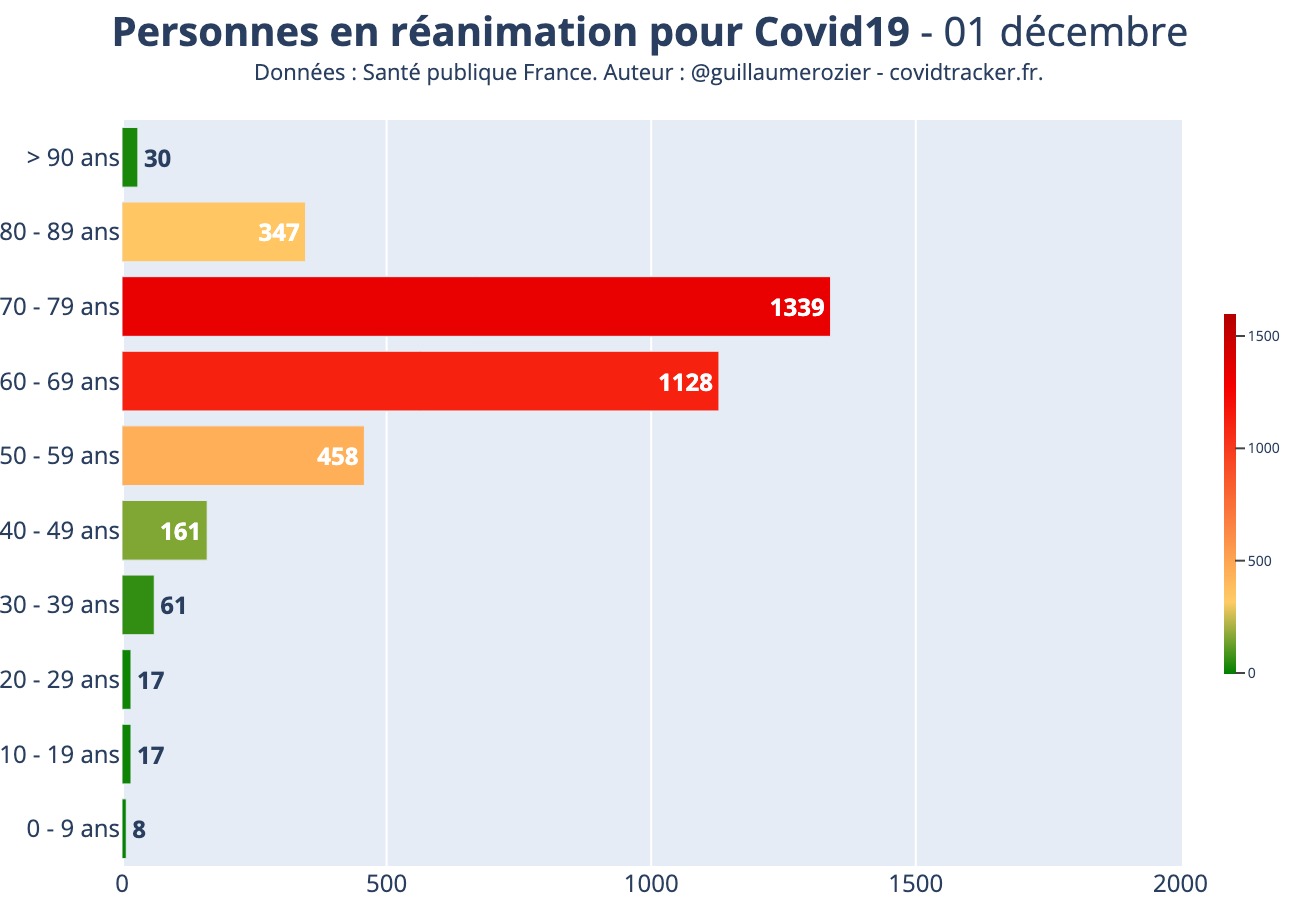 Personnes en réanimation pour Covid19 - 01 décembre
Données : Santé publique France. Auteur : @guillaumerozier - covidtracker.fr.
> 90 ans 30
80 - 89 ans 347
70 - 79 ans 1339
60 - 69 ans 1128
50 - 59 ans 458
40 - 49 ans 161
30 - 39 ans 61
20 - 29 ans 17
10 - 19 ans 17
0 - 9 ans 8
0 500 1000 1500 2000
1500
1000
500
0